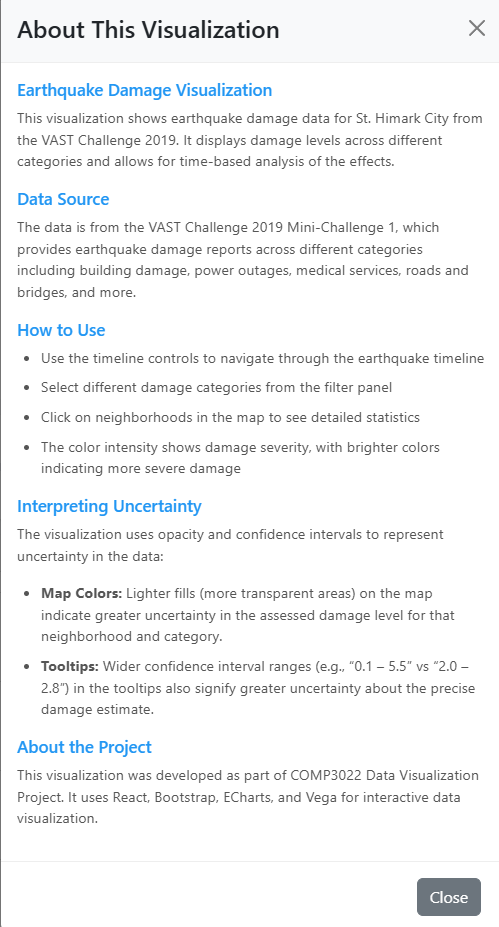 About This Visualization
Earthquake Damage Visualization
This visualization shows earthquake damage data for St. Himark City from
the VAST Challenge 2019. It displays damage levels across different
categories and allows for time-based analysis of the effects.
Data Source
The data is from the VAST Challenge 2019 Mini-Challenge 1, which
provides earthquake damage reports across different categories
including building damage, power outages, medical services, roads and
bridges, and more.
How to Use
• Use the timeline controls to navigate through the earthquake timeline
• Select different damage categories from the filter panel
• Click on neighborhoods in the map to see detailed statistics
• The color intensity shows damage severity, with brighter colors
indicating more severe damage
Interpreting Uncertainty
The visualization uses opacity and confidence intervals to represent
uncertainty in the data:
• Map Colors: Lighter fills (more transparent areas) on the map
indicate greater uncertainty in the assessed damage level for that
neighborhood and category.
• Tooltips: Wider confidence interval ranges (e.g., “0.1 – 5.5” vs “2.0 –
2.8”) in the tooltips also signify greater uncertainty about the precise
damage estimate.
About the Project
This visualization was developed as part of COMP3022 Data Visualization
Project. It uses React, Bootstrap, ECharts, and Vega for interactive data
visualization.
Close